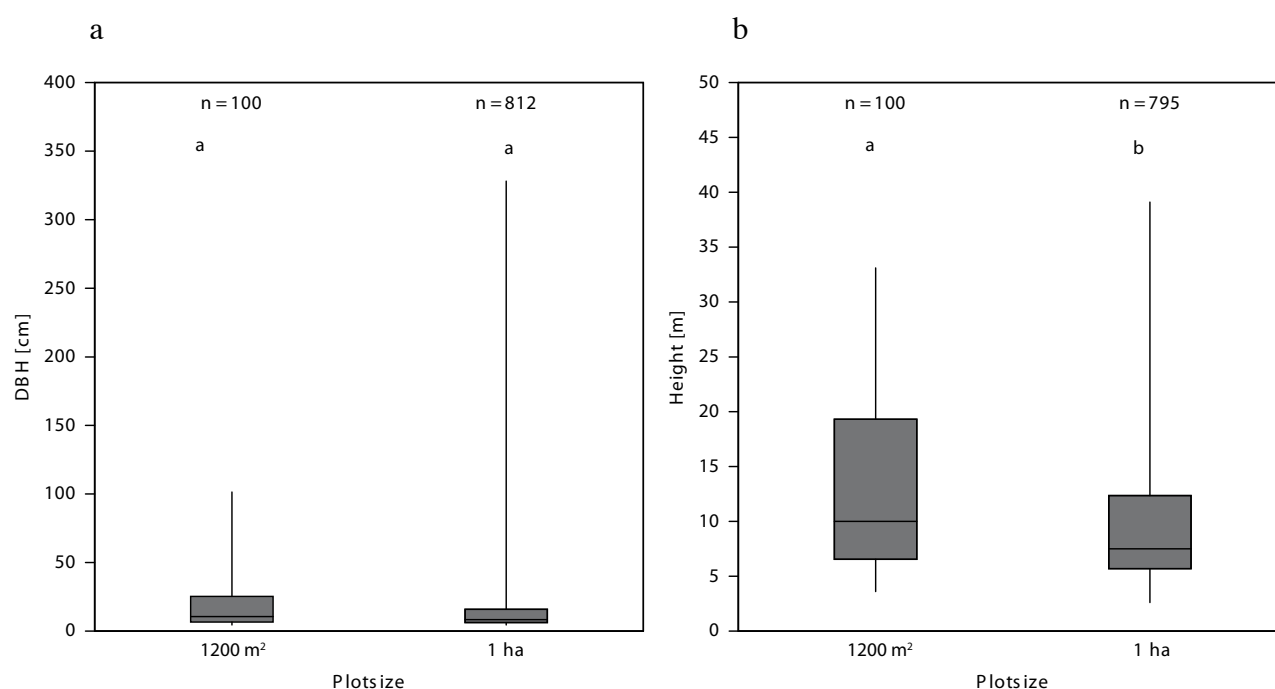 a
400
350
300
250
200
150
100
50
0
DBH [cm]
n = 100
n = 812
a
a
1200 m²
1 ha
Plotsize
b
50
45
40
35
30
25
20
15
10
5
0
Height [m]
n = 100
n = 795
a
b
1200 m²
1 ha
Plotsize